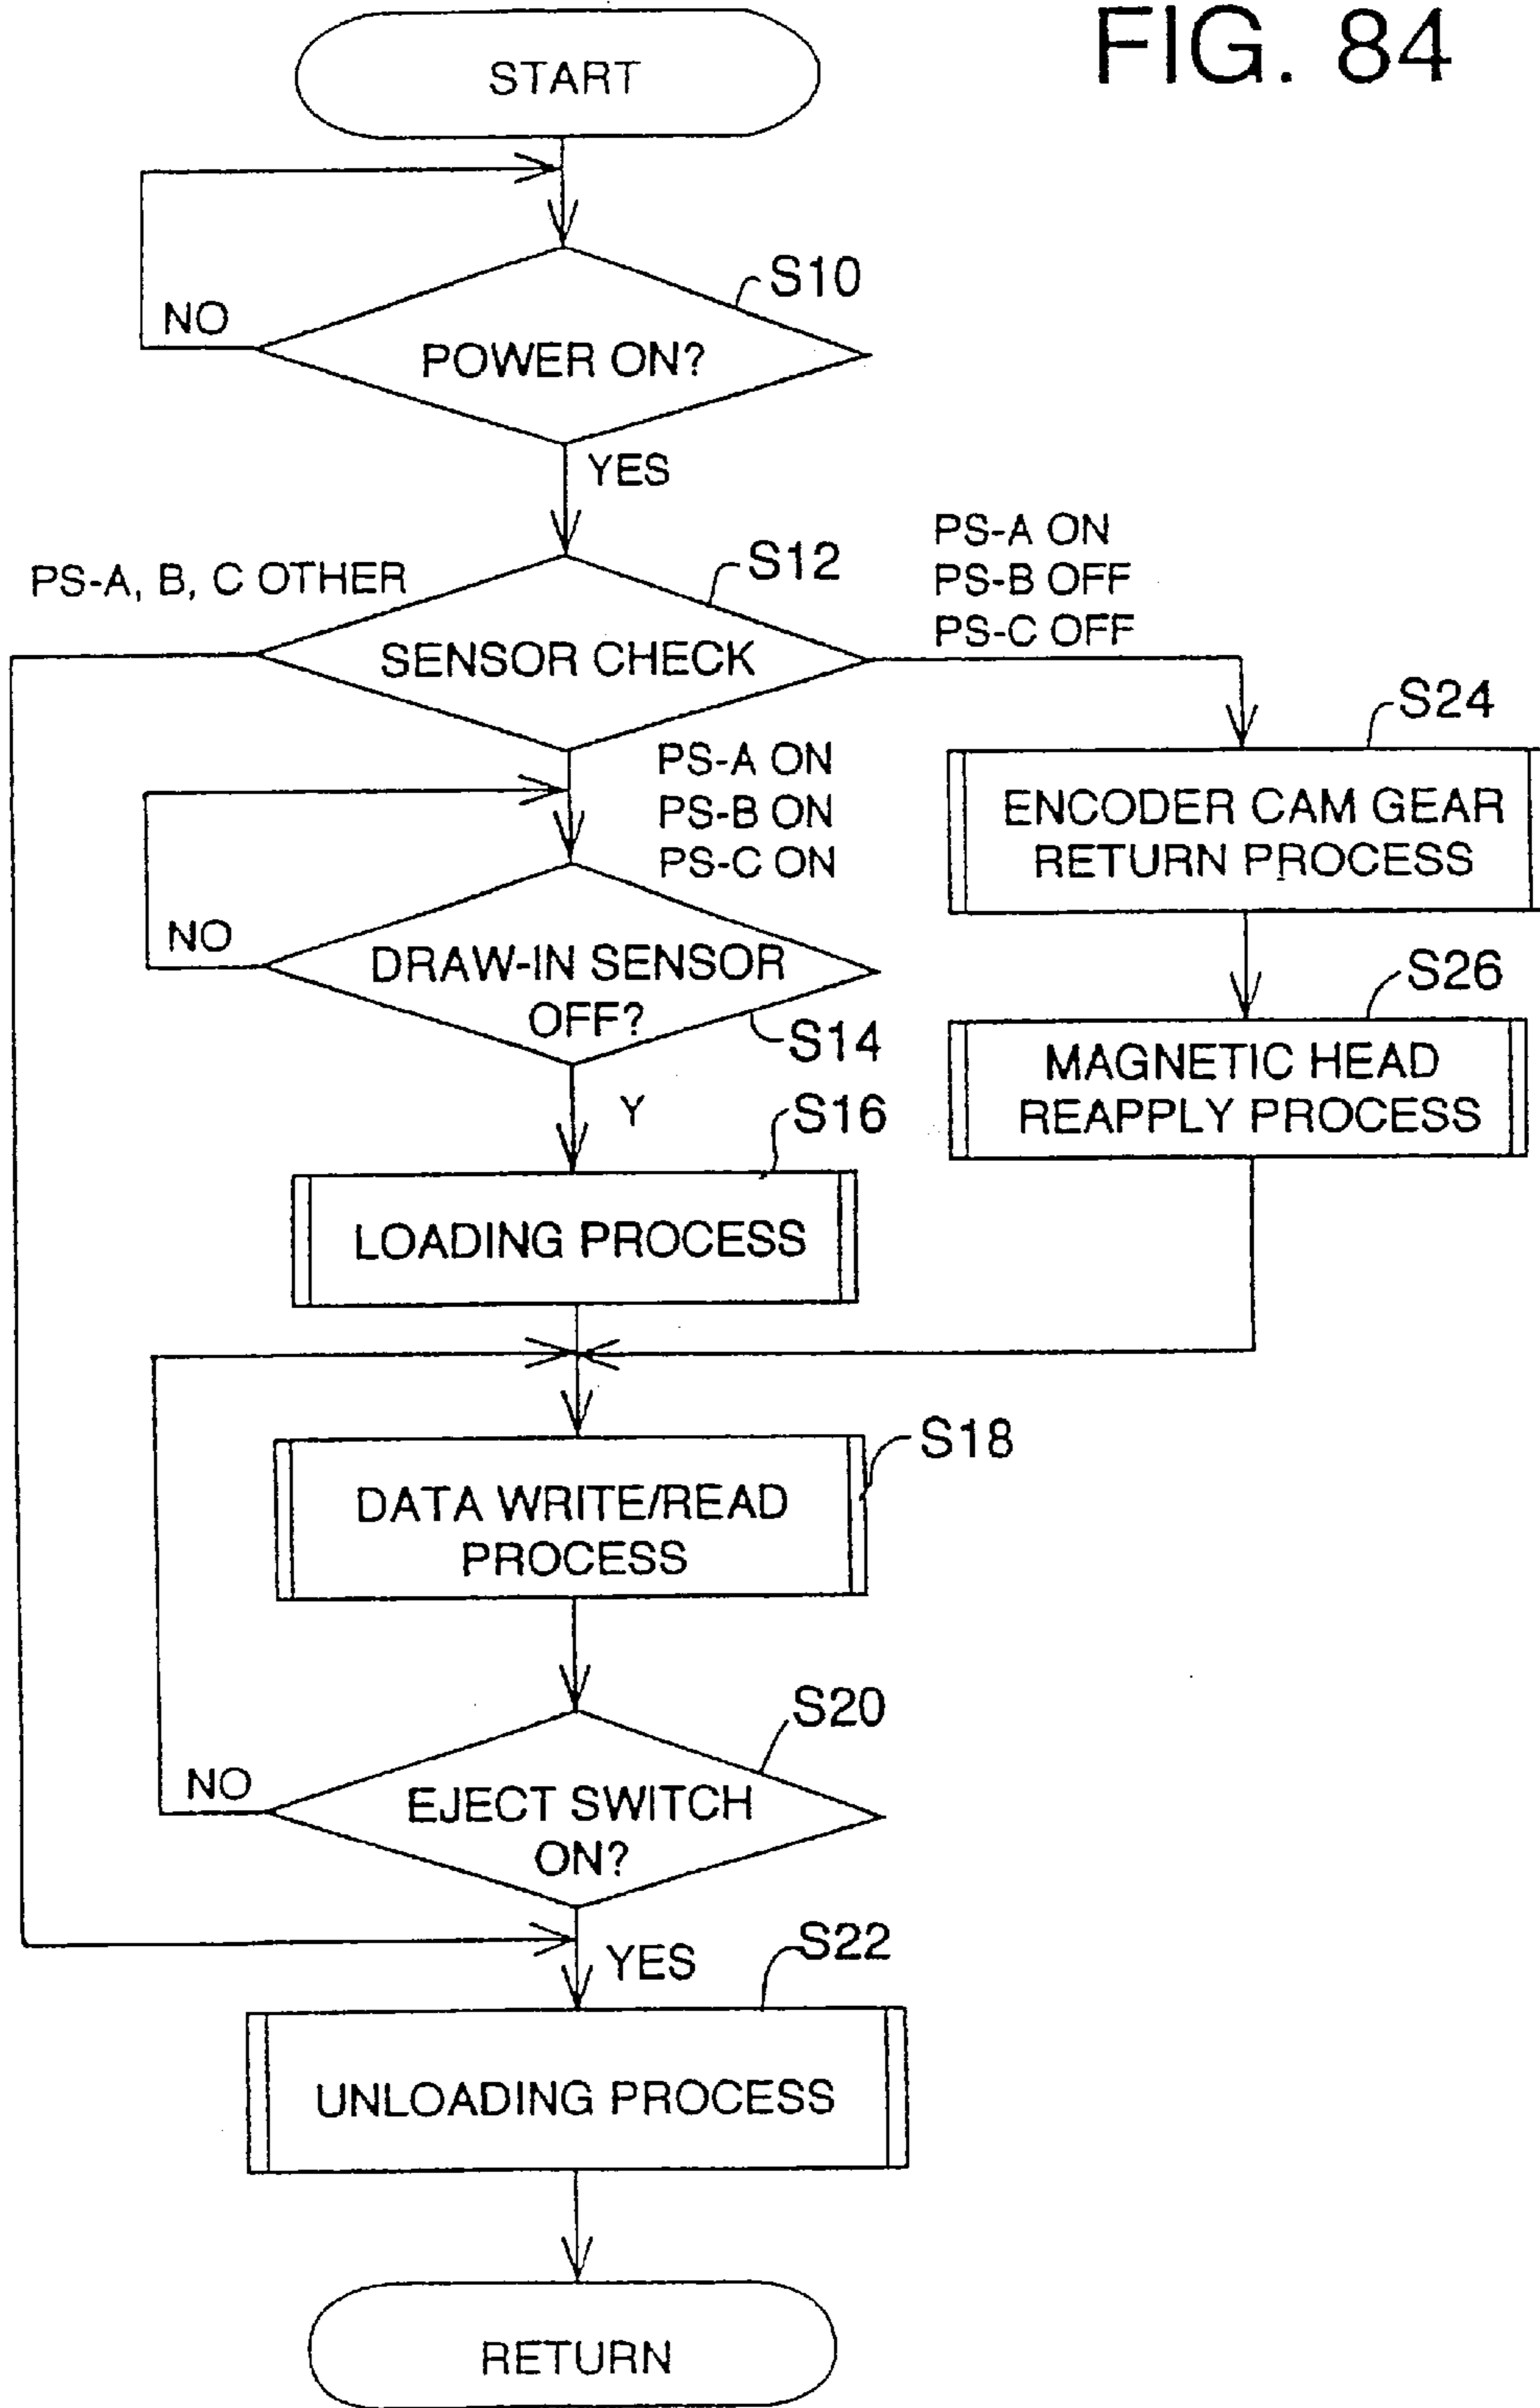 FIG. 84
START
S10
NO
POWER ON?
YES
PS-A, B, C OTHER
S12
PS-A ON
PS-B OFF
PS-C OFF
SENSOR CHECK
S24
PS-A ON
PS-B ON
PS-C ON
ENCODER CAM GEAR
RETURN PROCESS
NO
DRAW-IN SENSOR
OFF?
S14
S26
MAGNETIC HEAD
REAPPLY PROCESS
Y
S16
LOADING PROCESS
S18
DATA WRITE/READ
PROCESS
S20
NO
EJECT SWITCH
ON?
YES
S22
UNLOADING PROCESS
RETURN